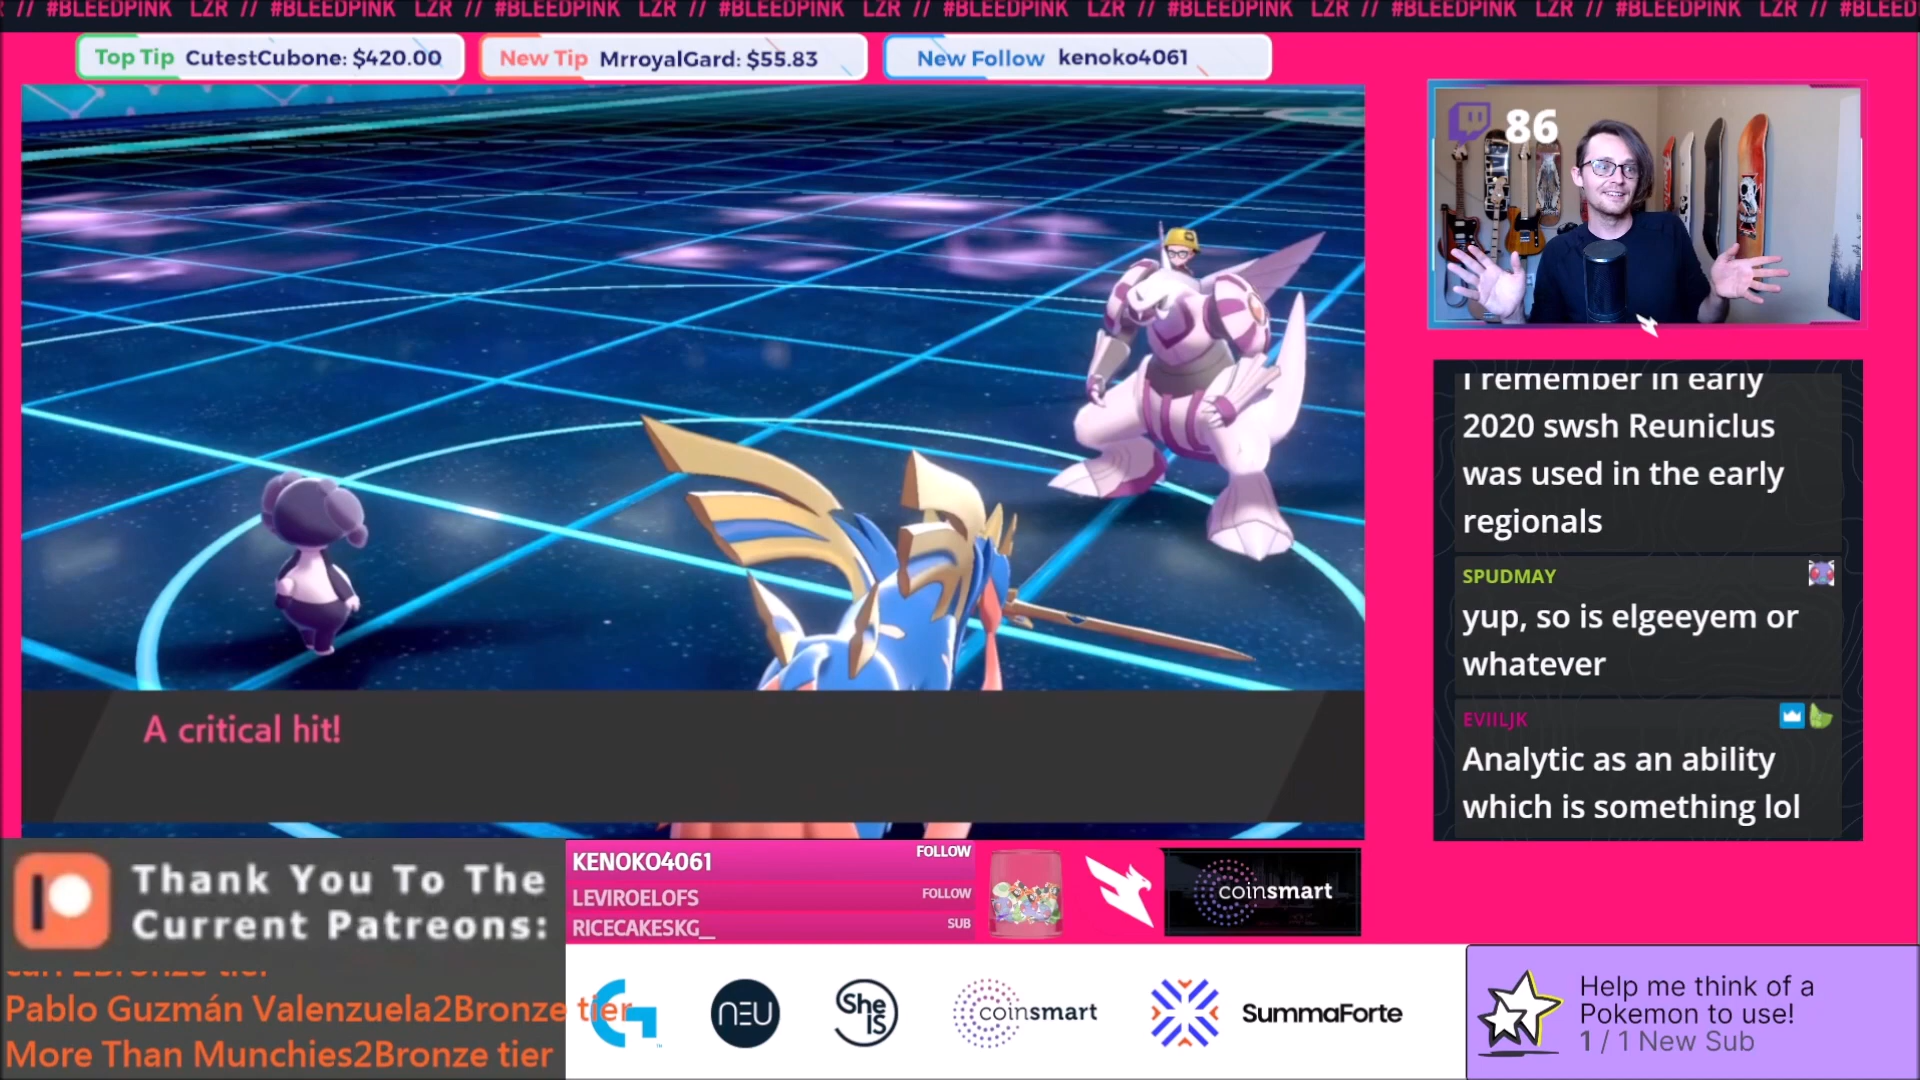 // #BLEEDPINK LZR // #BLEEDPINK LZR // #BLEEDPINK LZR // #BLEEDPINK LZR // #BLEEDPINK LZR // #BLEEDPINK LZR // #BLEEDPINK LZR // #BLEEDPINK LZR // #BLEED
Top Tip CutestCubone: $420.00
New Tip MrroyalGard: $55.83
New Follow kenoko4061
86
I remember in early
2020 swsh Reuniclus
was used in the early
regionals
SPUDMAY
yup, so is elgeeyem or
whatever
EVIILJK
Analytic as an ability
which is something lol
A critical hit!
Thank You To The
Current Patreons:
Pablo Guzmán Valenzuela2Bronze tier
More Than Munchies2Bronze tier
KENOKO4061 FOLLOW
LEVIROELOFS FOLLOW
RICECAKESKG_ SUB
coinsmart
G
NEU
She
IS
coinsmart
SummaForte
Help me think of a
Pokemon to use!
1 / 1 New Sub